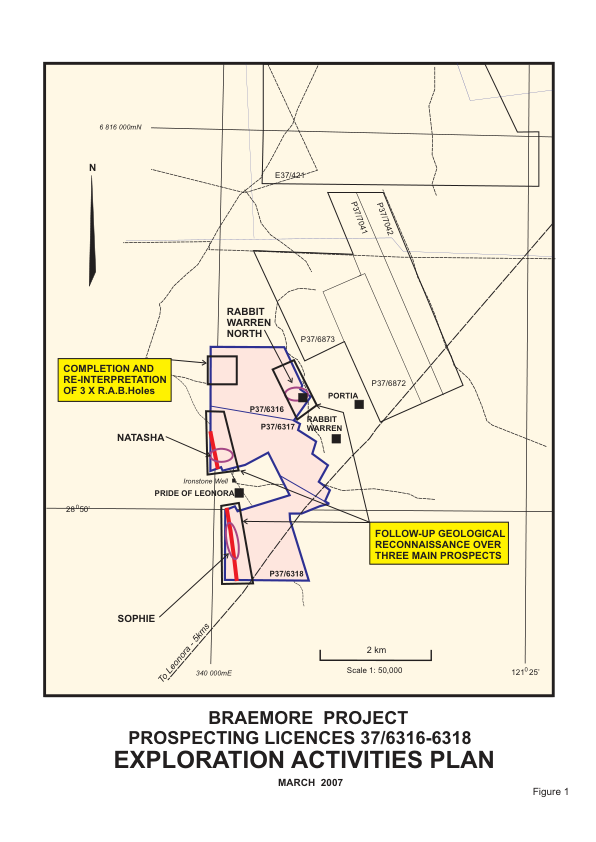 6 816 000mN
N
E37/421
P37/7041
P37/7042
RABBIT
WARREN
NORTH
P37/6873
COMPLETION AND
RE-INTERPRETATION
OF 3 X R.A.B.Holes
P37/6872
PORTIA
P37/6316
RABBIT
WARREN
P37/6317
NATASHA
Ironstone Well
PRIDE OF LEONORA
28°50'
FOLLOW-UP GEOLOGICAL
RECONNAISSANCE OVER
THREE MAIN PROSPECTS
P37/6318
SOPHIE
To Leonora - 5kms
2 km
340 000mE
Scale 1: 50,000
121°25'
BRAEMORE PROJECT
PROSPECTING LICENCES 37/6316-6318
EXPLORATION ACTIVITIES PLAN
MARCH 2007
Figure 1